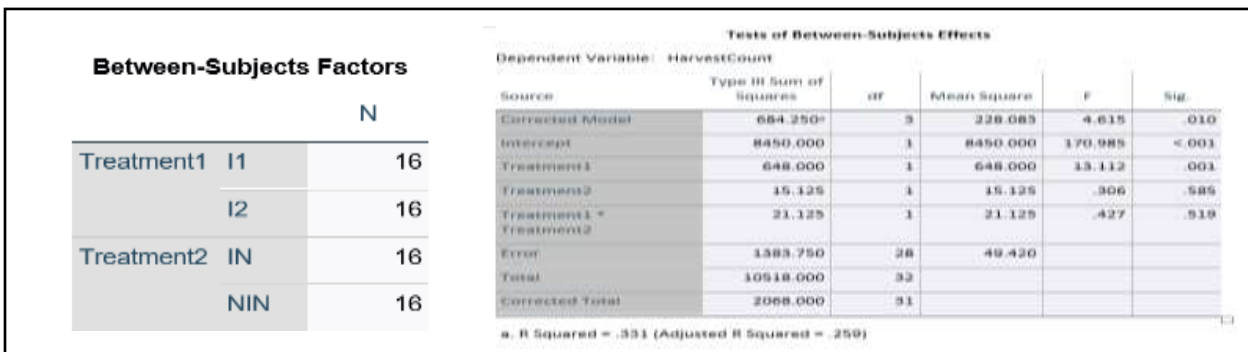 Between-Subjects Factors
N
Treatment1 I1 16
I2 16
Treatment2 IN 16
NIN 16
Tests of Between-Subjects Effects
Dependent Variable: HarvestCount
Source Type III Sum of Squares df Mean Square F Sig.
Corrected Model 684.250ᵃ 3 228.083 4.615 .010
Intercept 8450.000 1 8450.000 170.985 <.001
Treatment1 648.000 1 648.000 13.112 .001
Treatment2 15.125 1 15.125 .306 .585
Treatment1 * Treatment2 21.125 1 21.125 .427 .519
Error 1383.750 28 49.420
Total 10518.000 32
Corrected Total 2068.000 31
a. R Squared = .331 (Adjusted R Squared = .259)